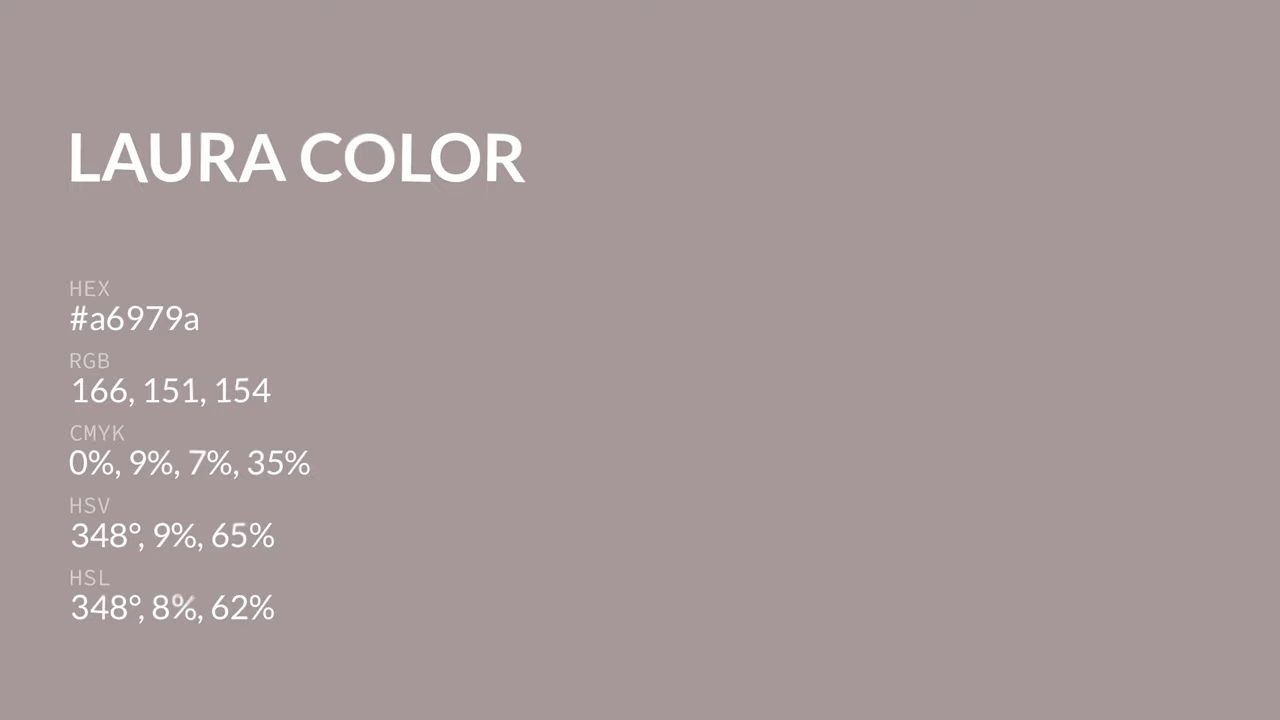 LAURA COLOR
HEX
#a6979a
RGB
166, 151, 154
CMYK
0%, 9%, 7%, 35%
HSV
348°, 9%, 65%
HSL
348°, 8%, 62%